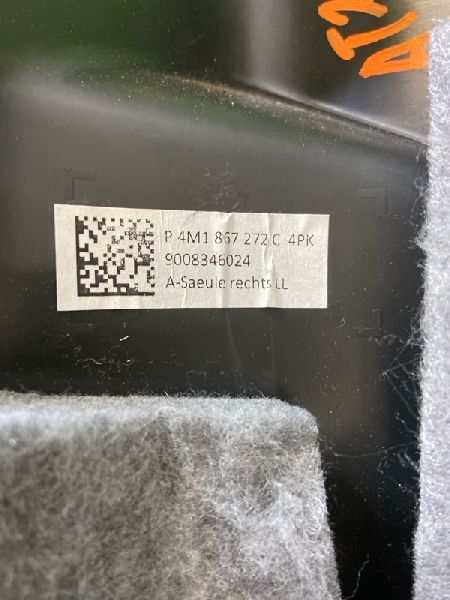 P 4M1 867 272 C 4PK
9008346024
A-Saeule rechts LL